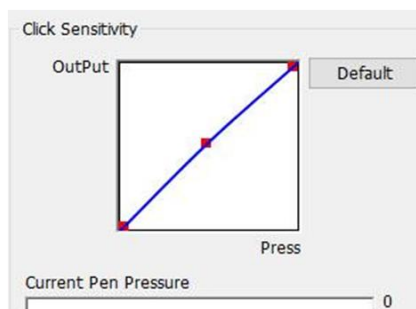 Click Sensitivity
OutPut
Default
Press
Current Pen Pressure
0